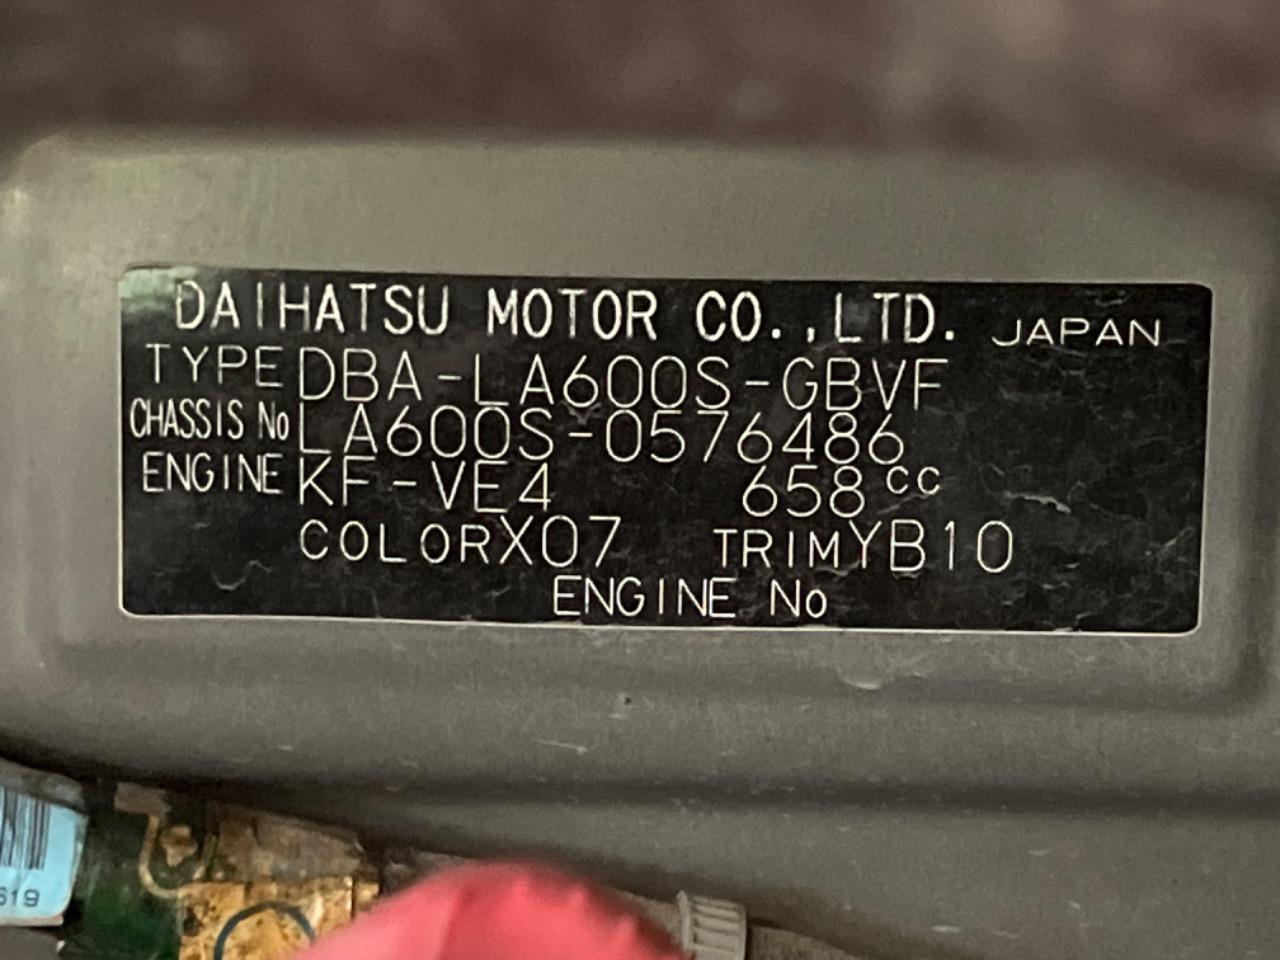 DAIHATSU MOTOR CO.,LTD. JAPAN
TYPE DBA-LA600S-GBVF
CHASSIS No LA600S-0576486
ENGINE KF-VE4 658cc
COLOR X07 TRIM YB10
ENGINE No
619